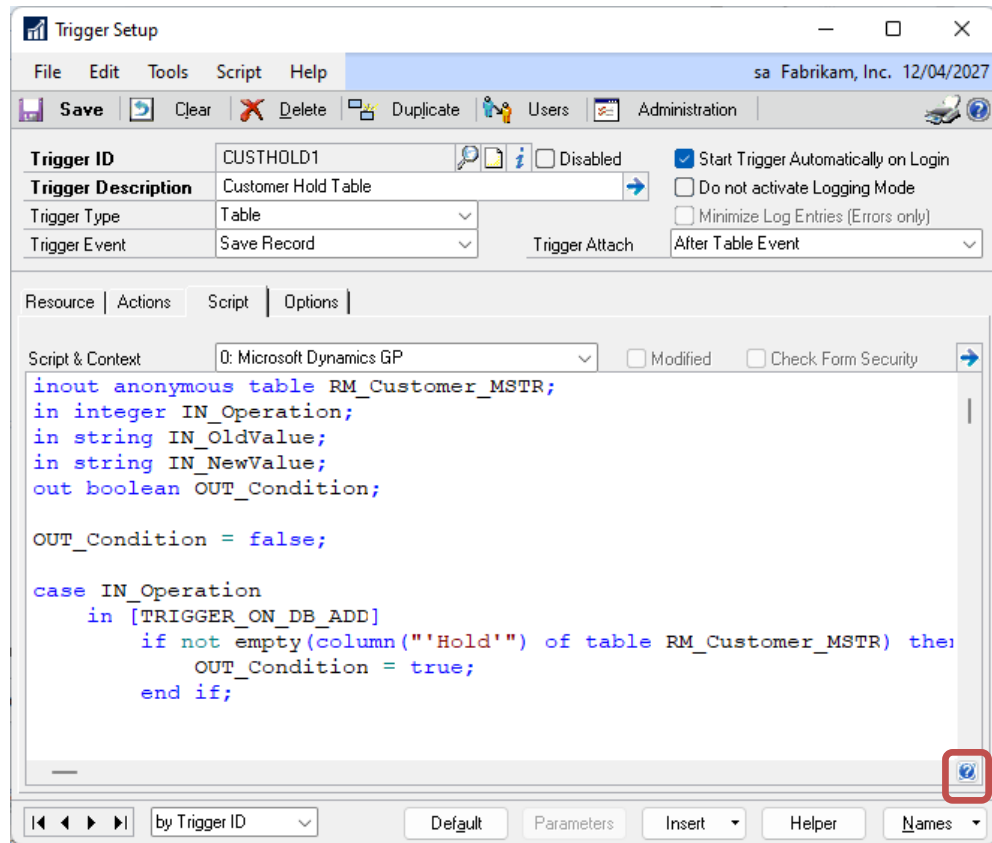 Trigger Setup
File Edit Tools Script Help sa Fabrikam, Inc. 12/04/2027
Save Clear Delete Duplicate Users Administration
Trigger ID CUSTHOLD1 Disabled Start Trigger Automatically on Login
Trigger Description Customer Hold Table Do not activate Logging Mode
Trigger Type Table Minimize Log Entries (Errors only)
Trigger Event Save Record Trigger Attach After Table Event
Resource Actions Script Options
Script & Context 0: Microsoft Dynamics GP Modified Check Form Security
inout anonymous table RM_Customer_MSTR;
in integer IN_Operation;
in string IN_OldValue;
in string IN_NewValue;
out boolean OUT_Condition;
OUT_Condition = false;
case IN_Operation
in [TRIGGER_ON_DB_ADD]
if not empty(column("'Hold'") of table RM_Customer_MSTR) then
OUT_Condition = true;
end if;
by Trigger ID Default Parameters Insert Helper Names